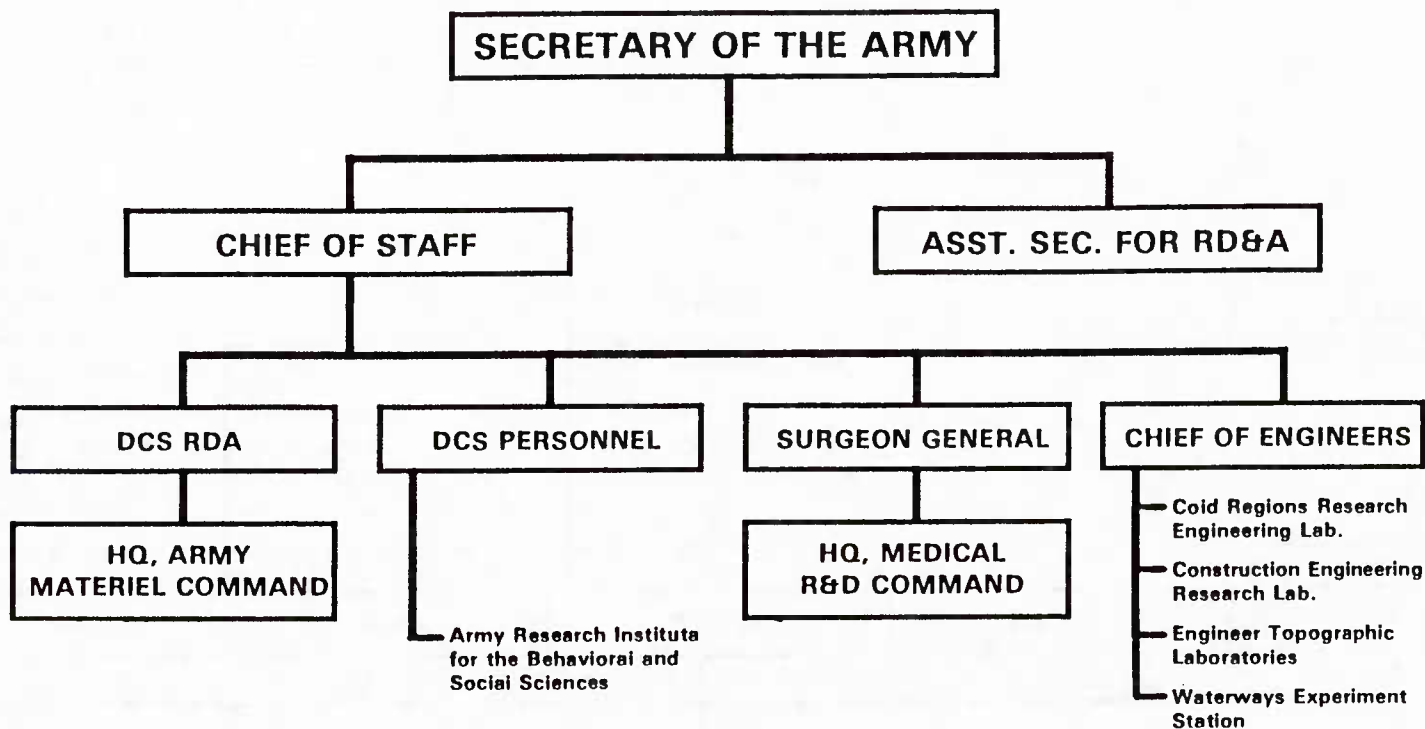 SECRETARY OF THE ARMY
CHIEF OF STAFF
ASST. SEC. FOR RD&A
DCS RDA
DCS PERSONNEL
SURGEON GENERAL
CHIEF OF ENGINEERS
HQ, ARMY
MATERIEL COMMAND
Army Research Instituta
for the Behavioral and
Social Sciences
HQ, MEDICAL
R&D COMMAND
Coid Regions Research
Engineering Lab.
Construction Engineering
Research Lab.
Engineer Topographic
Laboratories
Waterways Experiment
Station